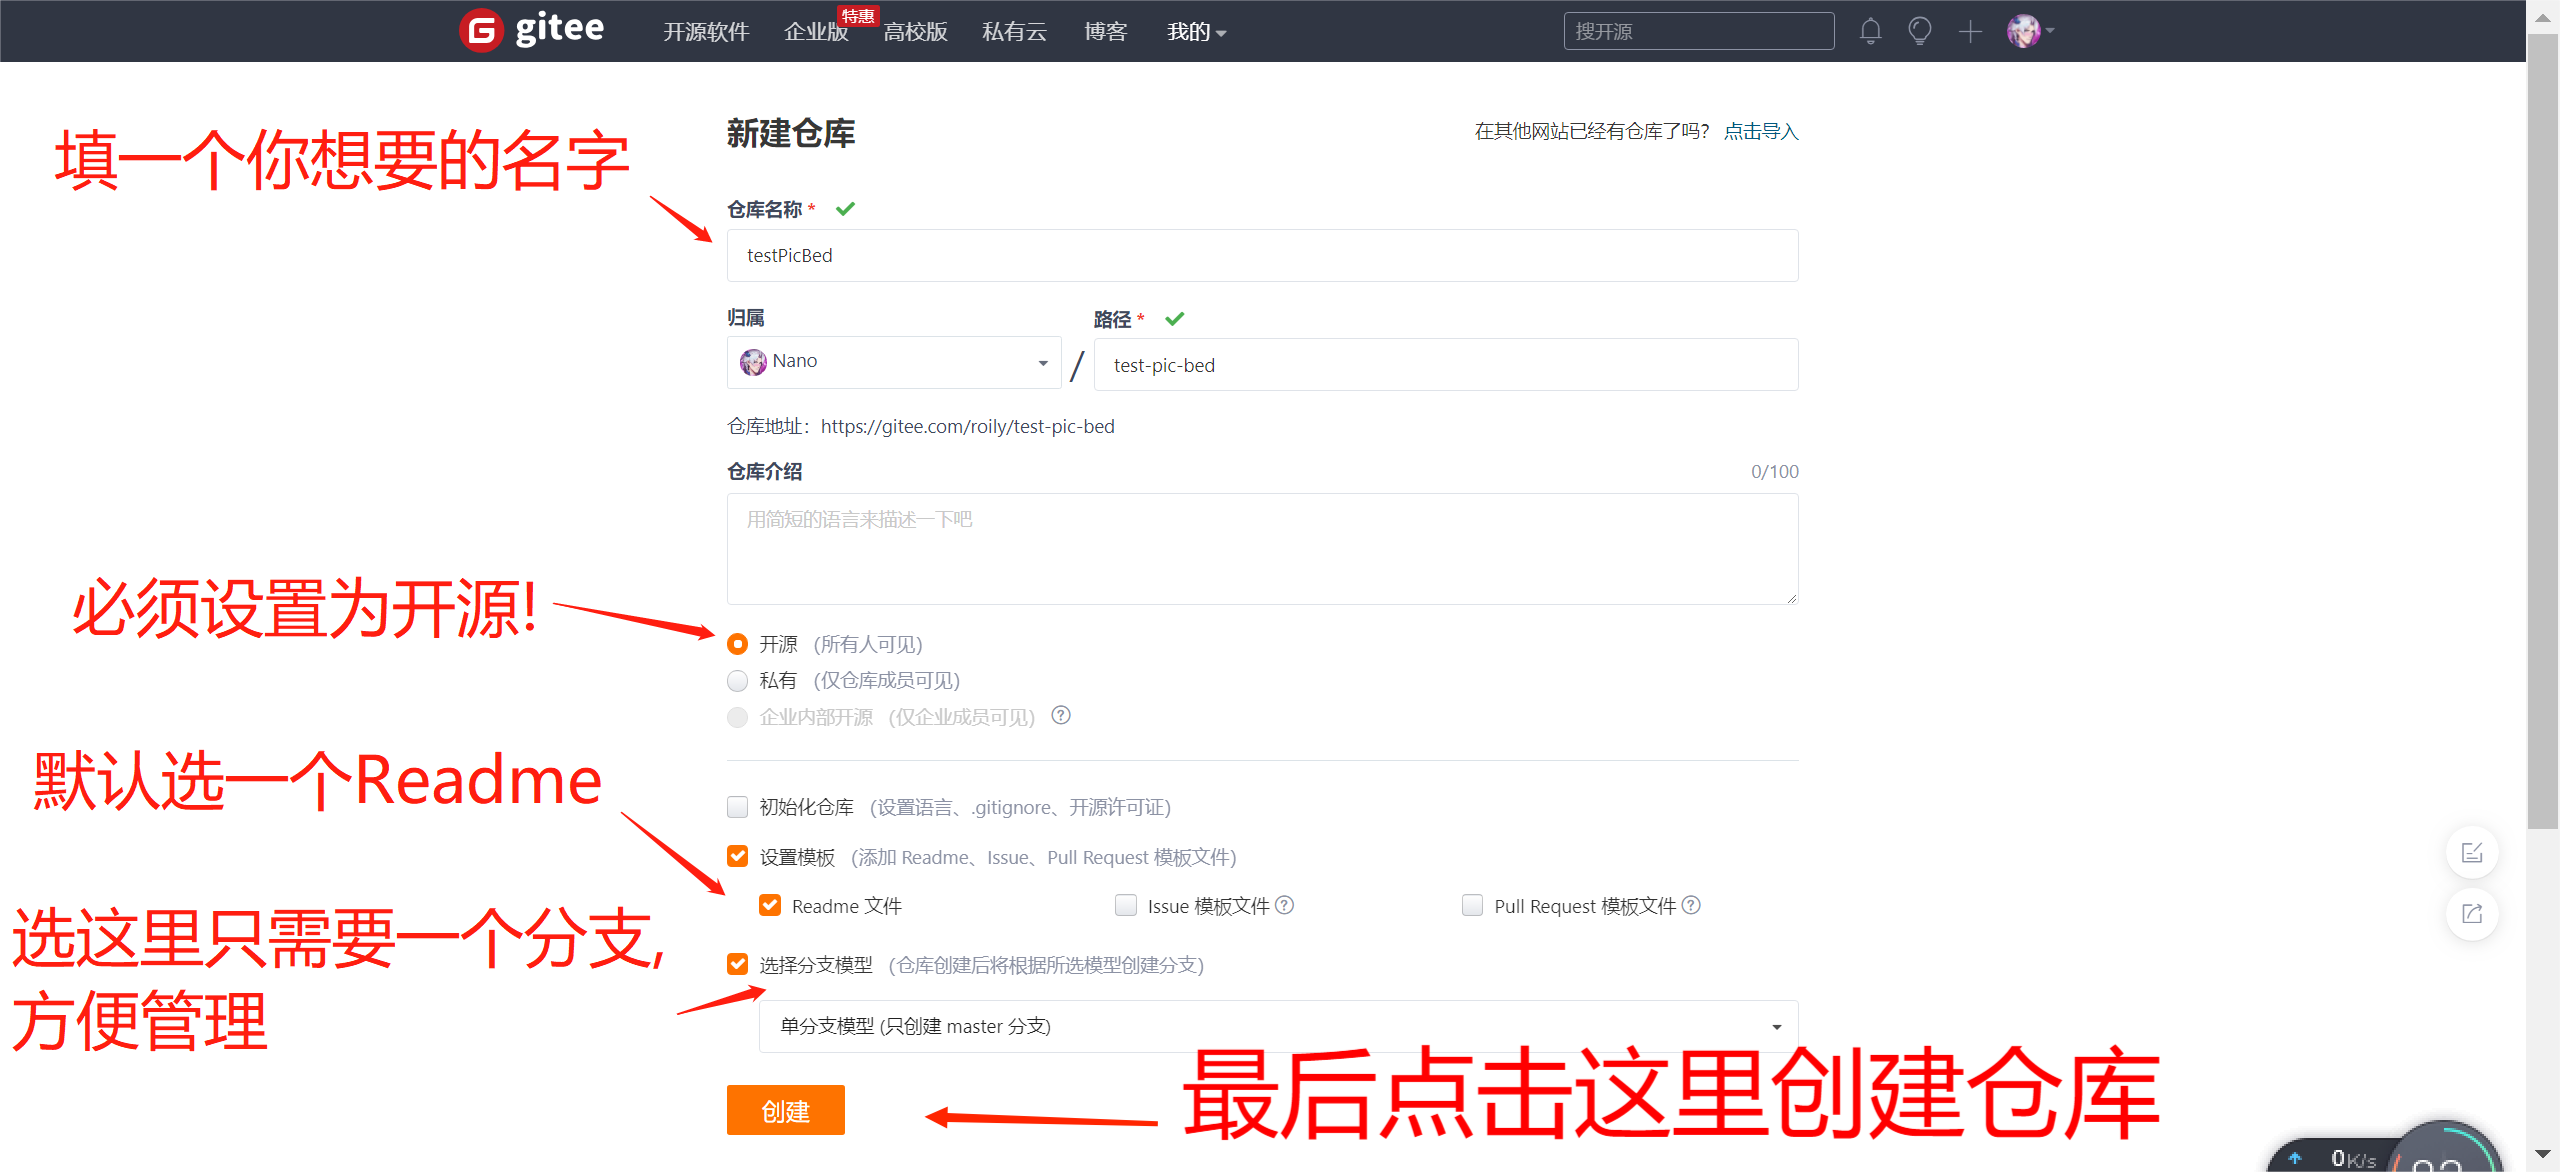 gitee
开源软件 企业版 特惠 高校版 私有云 博客 我的 搜开源
新建仓库
在其他网站已经有仓库了吗? 点击导入
填一个你想要的名字
仓库名称 *
testPicBed
归属
路径 *
Nano / test-pic-bed
仓库地址：https://gitee.com/roily/test-pic-bed
仓库介绍 0/100
用简短的语言来描述一下吧
必须设置为开源!
开源 (所有人可见)
私有 (仅仓库成员可见)
企业内部开源 (仅企业成员可见)
默认选一个Readme
初始化仓库 (设置语言、.gitignore、开源许可证)
设置模板 (添加 Readme、Issue、Pull Request 模板文件)
Readme 文件 Issue 模板文件 Pull Request 模板文件
选这里只需要一个分支,
方便管理
选择分支模型 (仓库创建后将根据所选模型创建分支)
单分支模型 (只创建 master 分支)
创建
最后点击这里创建仓库
0K/s